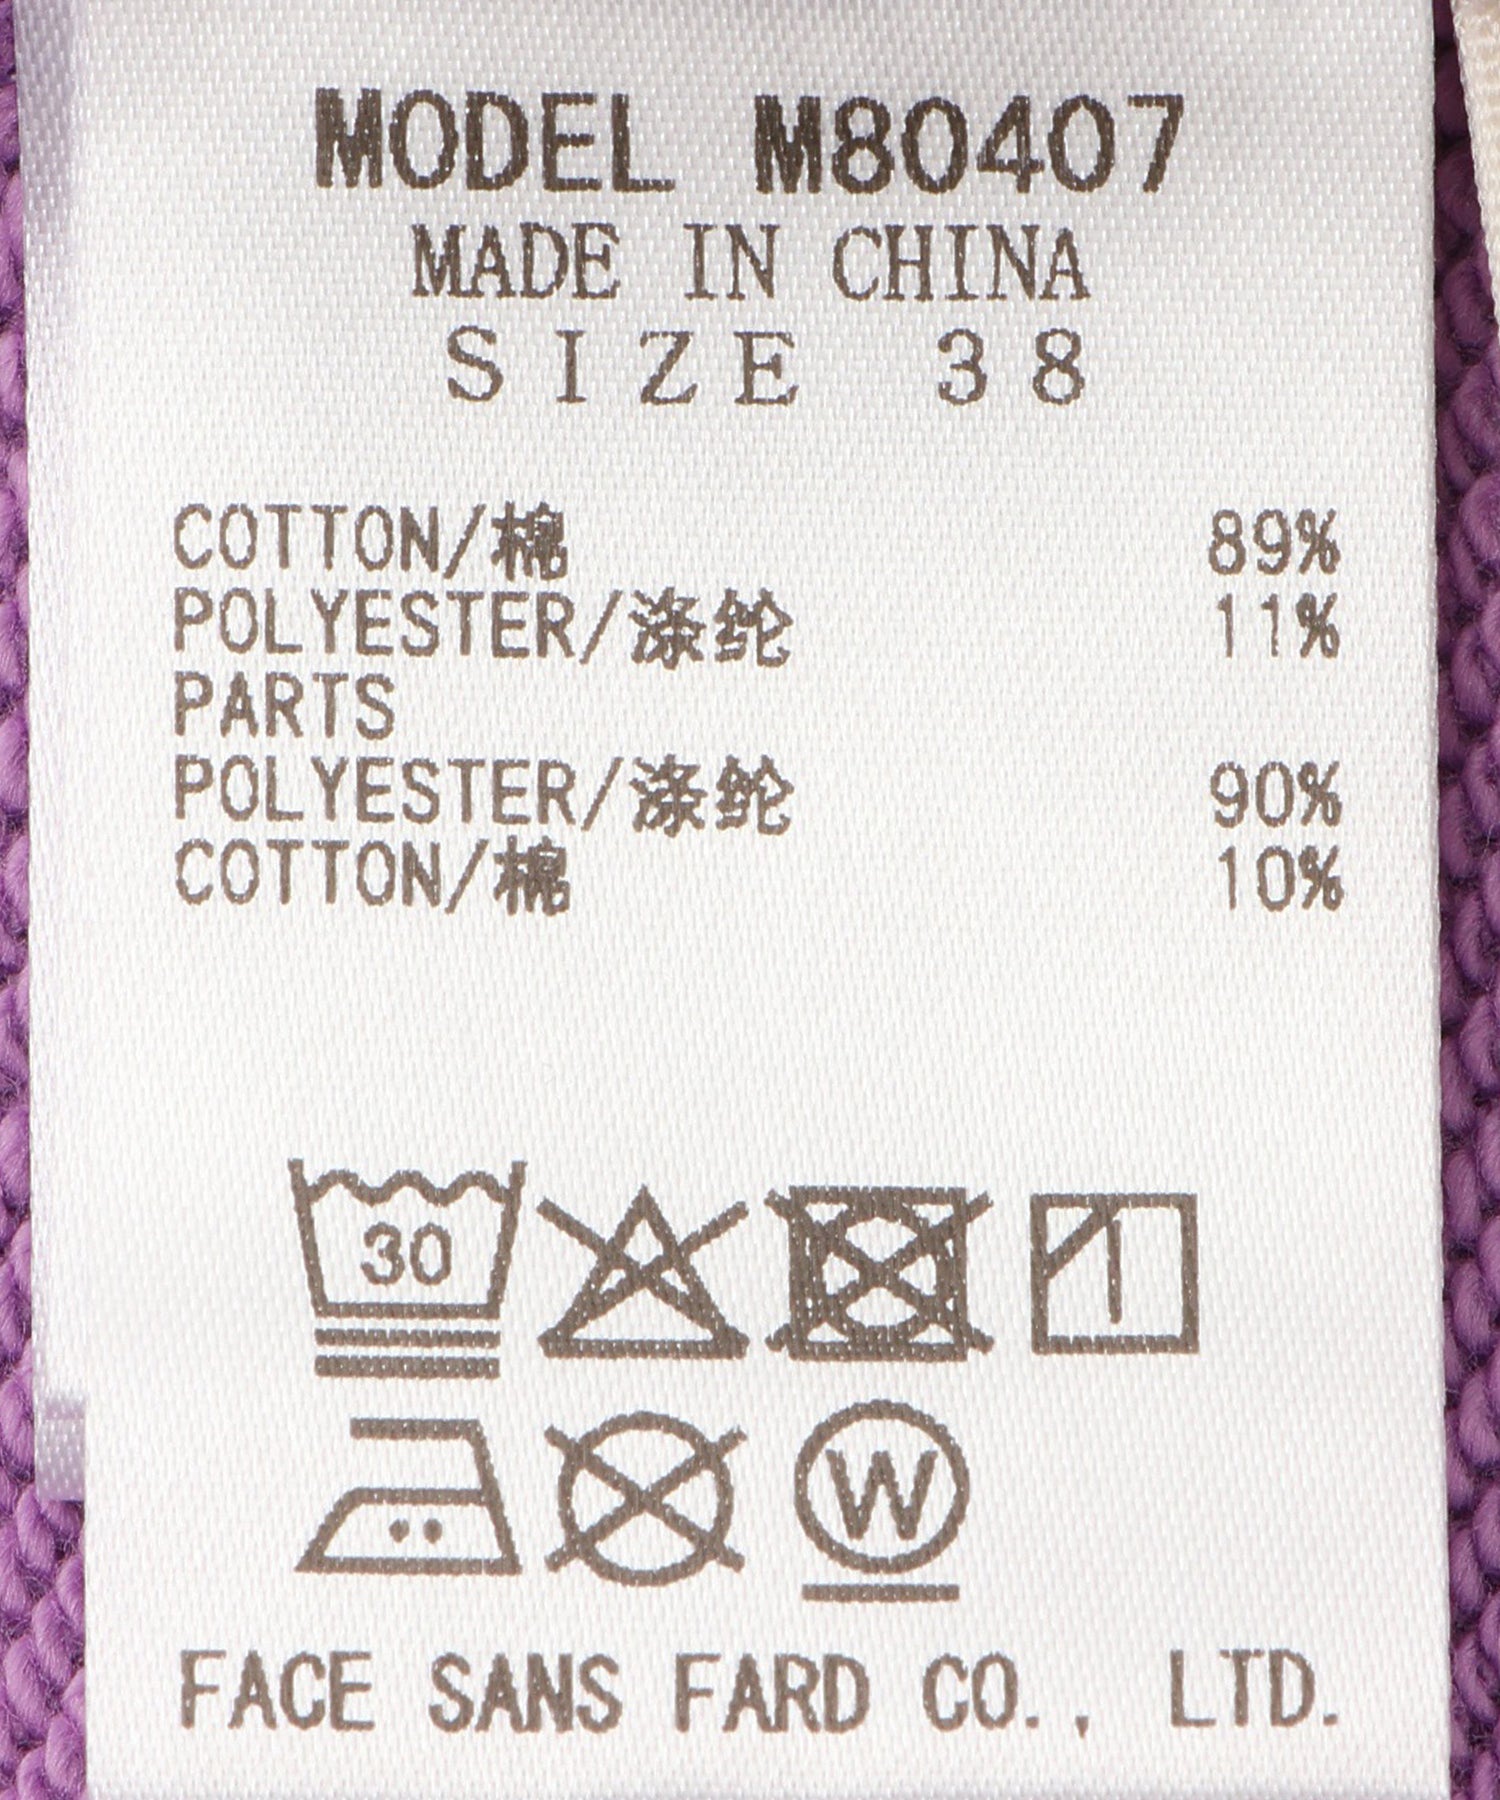 MODEL M80407
MADE IN CHINA
SIZE 38
COTTON/棉 89%
POLYESTER/涤纶 11%
PARTS
POLYESTER/涤纶 90%
COTTON/棉 10%
30
W
FACE SANS FARD CO., LTD.